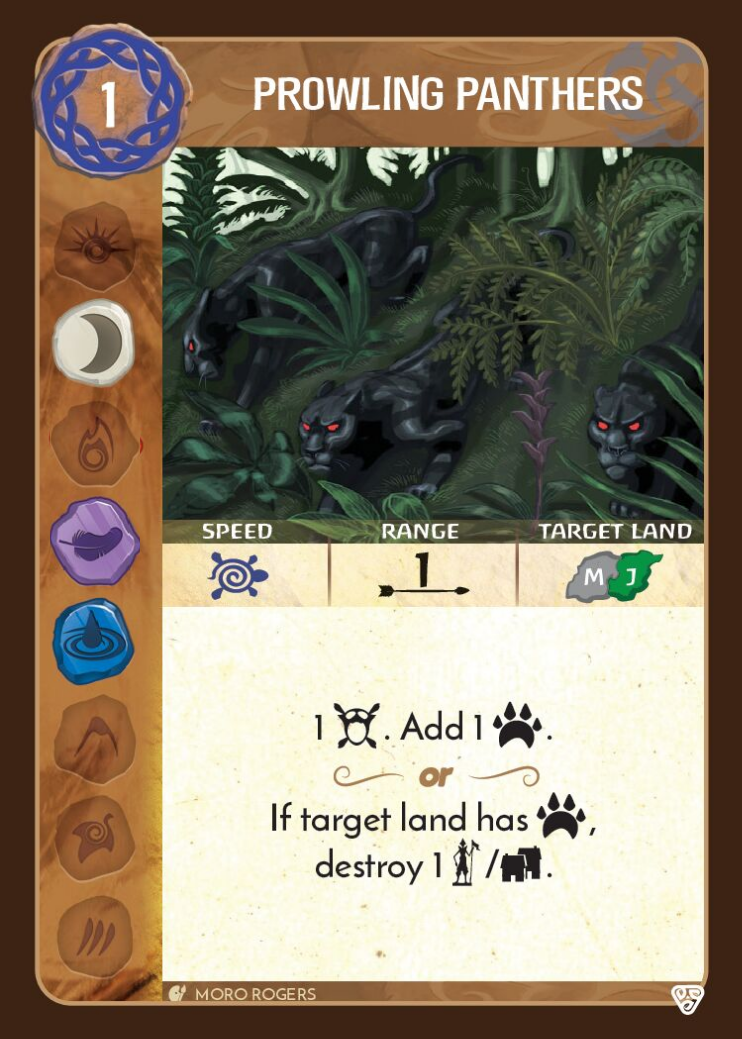 1
PROWLING PANTHERS
SPEED RANGE TARGET LAND
1 M J
1 . Add 1 .
or
If target land has ,
destroy 1 / .
MORO ROGERS